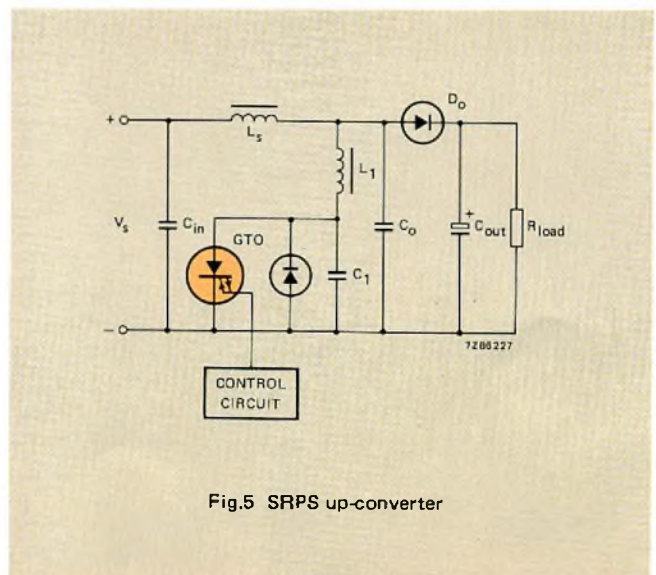 +
Ls
Do
L1
Vs
Cin
GTO
C1
Co
+
Cout
Rload
−
7Z86227
CONTROL
CIRCUIT
Fig.5 SRPS up-converter